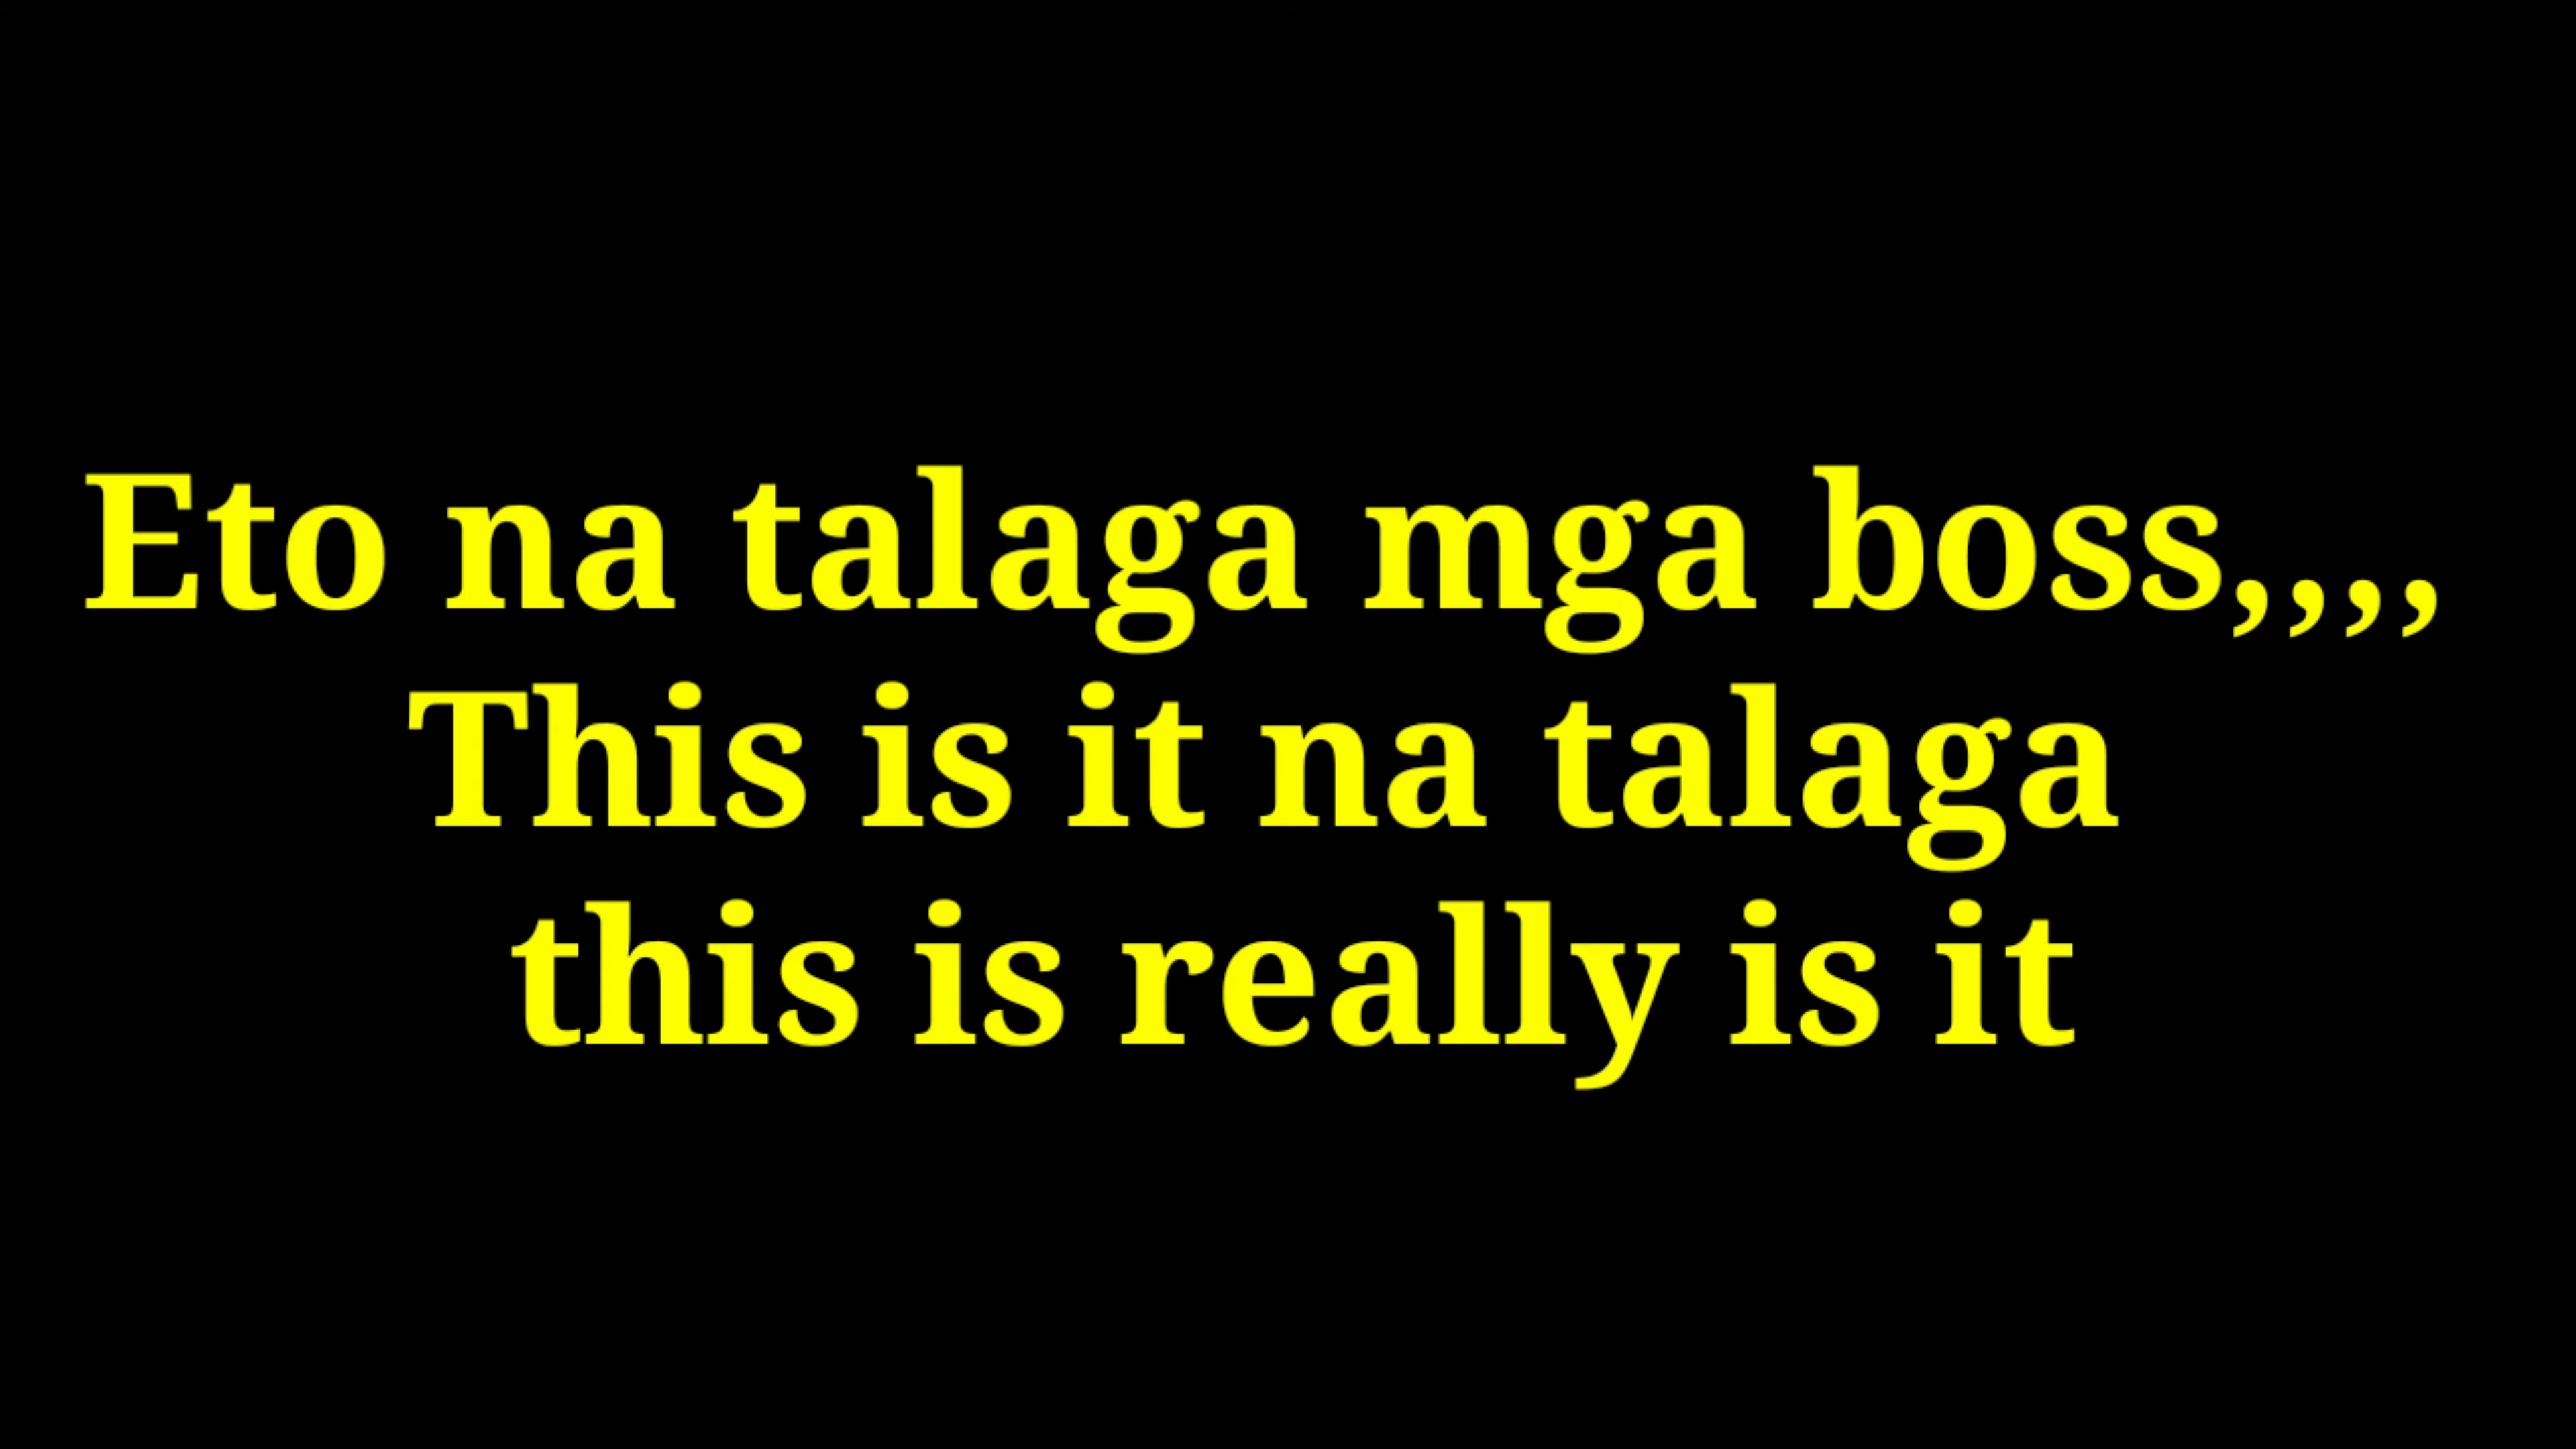 Eto na talaga mga boss,,,,
This is it na talaga
this is really is it